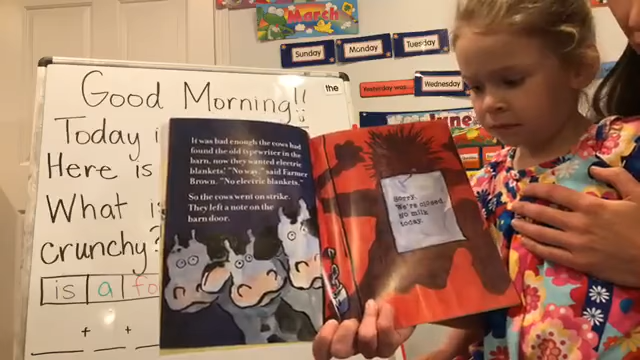 March
Sunday
Monday
Tuesday
Yesterday was
Wednesday
June
the
Good Morning!!
Today i
Here is
What is
crunchy?
is a fo
+ +
It was bad enough the cows had
found the old typewriter in the
barn, now they wanted electric
blankets! "No way," said Farmer
Brown. "No electric blankets."
So the cows went on strike.
They left a note on the
barn door.
Sorry.
We're closed.
No milk
today.